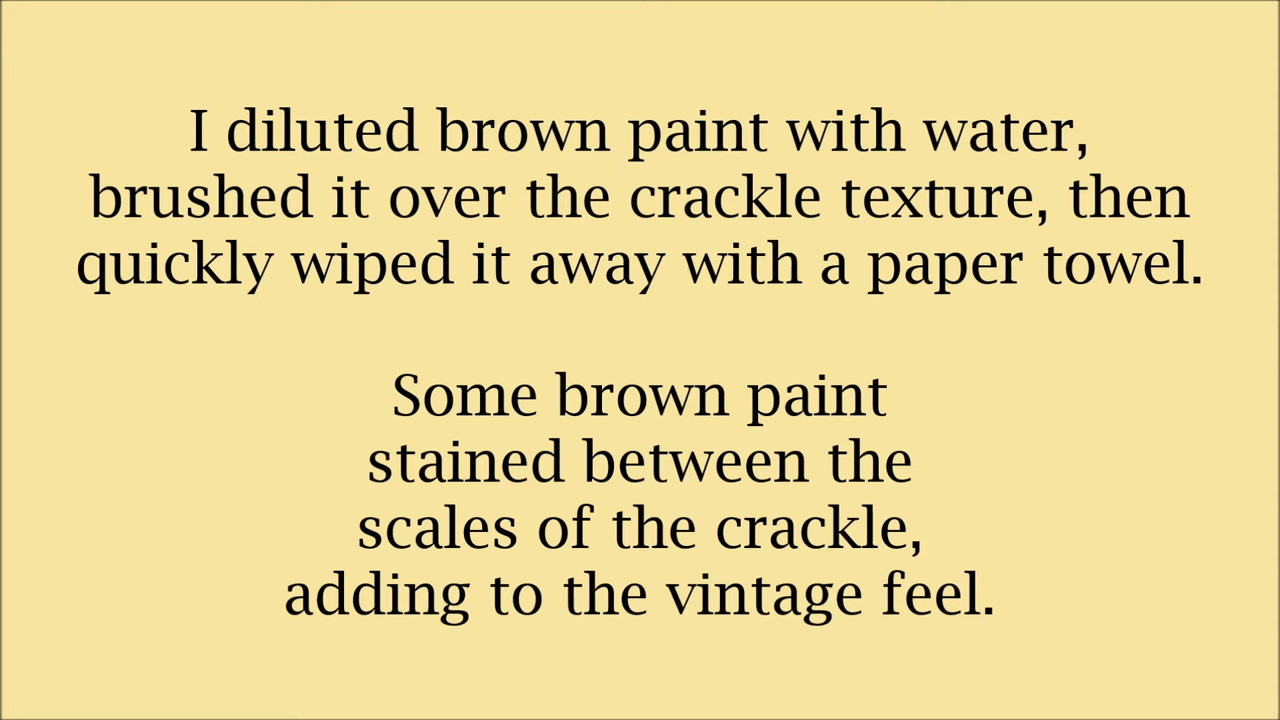 I diluted brown paint with water,
brushed it over the crackle texture, then
quickly wiped it away with a paper towel.
Some brown paint
stained between the
scales of the crackle,
adding to the vintage feel.